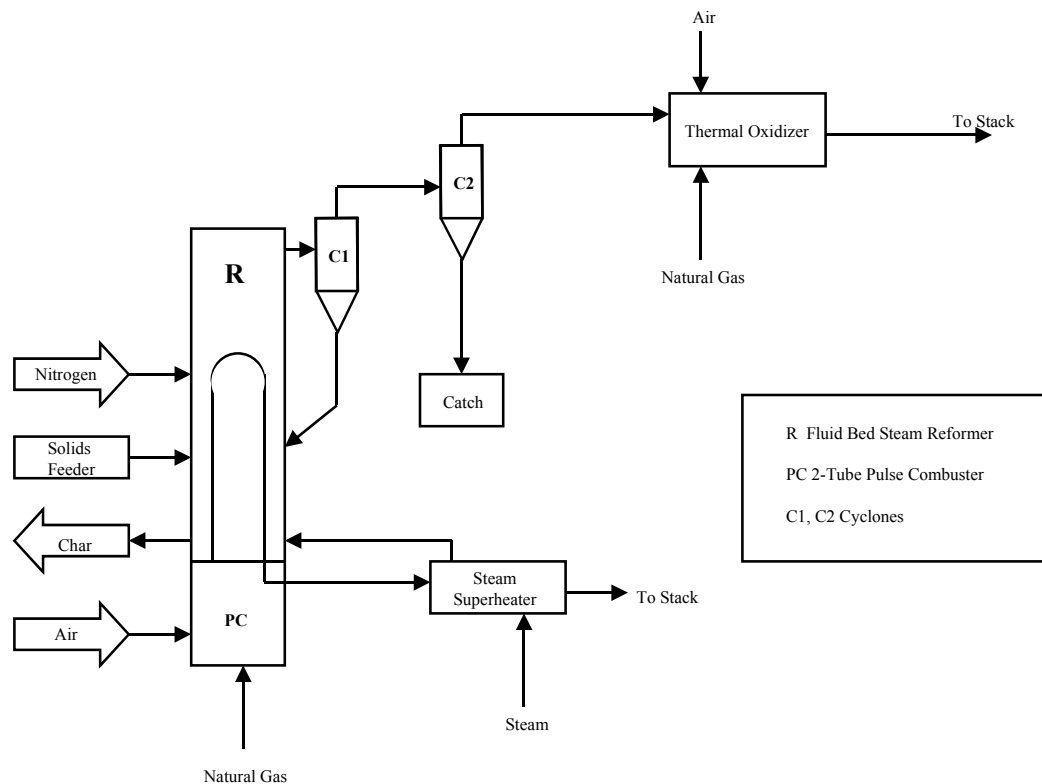 Air
Thermal Oxidizer
To Stack
C2
C1
R
Natural Gas
Nitrogen
Catch
Solids
Feeder
R Fluid Bed Steam Reformer
PC 2-Tube Pulse Combuster
C1, C2 Cyclones
Char
Steam
Superheater
To Stack
PC
Air
Steam
Natural Gas